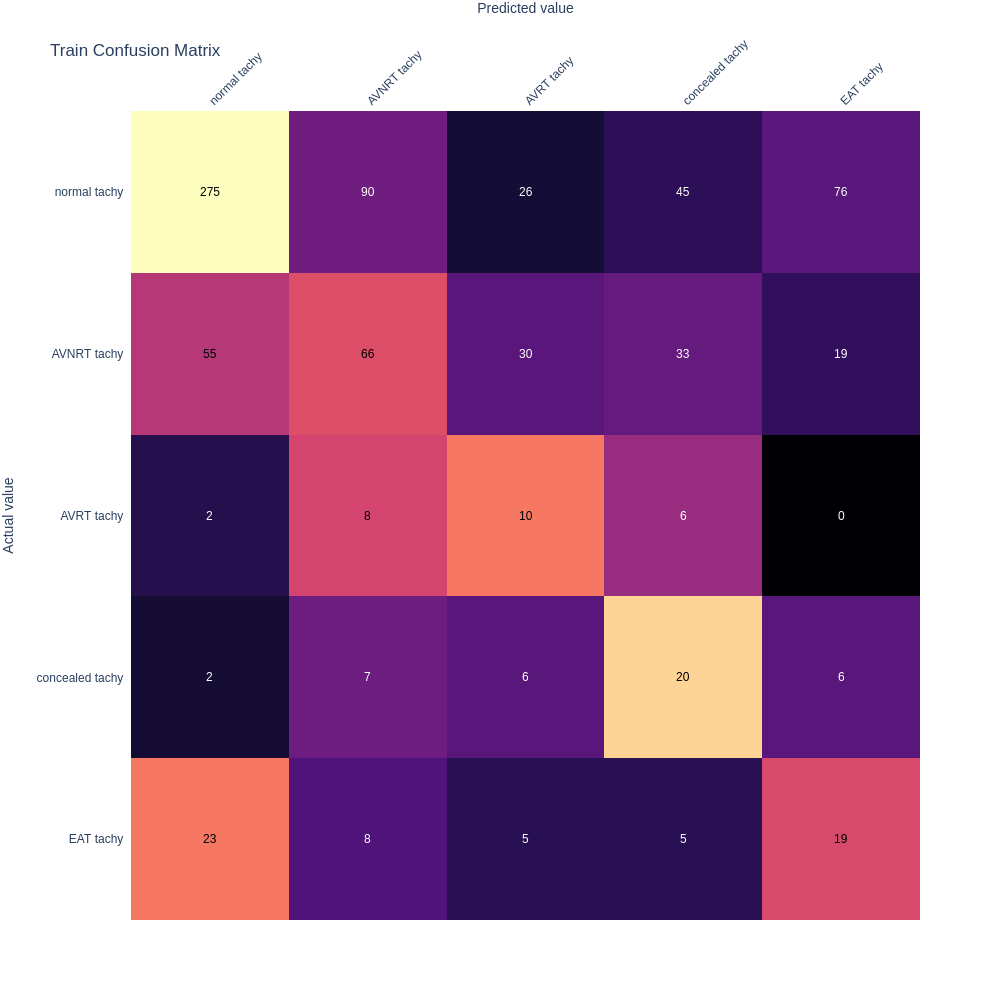 Predicted value
Train Confusion Matrix
normal tachy
AVNRT tachy
AVRT tachy
concealed tachy
EAT tachy
normal tachy 275 90 26 45 76
AVNRT tachy 55 66 30 33 19
AVRT tachy 2 8 10 6 0
concealed tachy 2 7 6 20 6
EAT tachy 23 8 5 5 19
Actual value